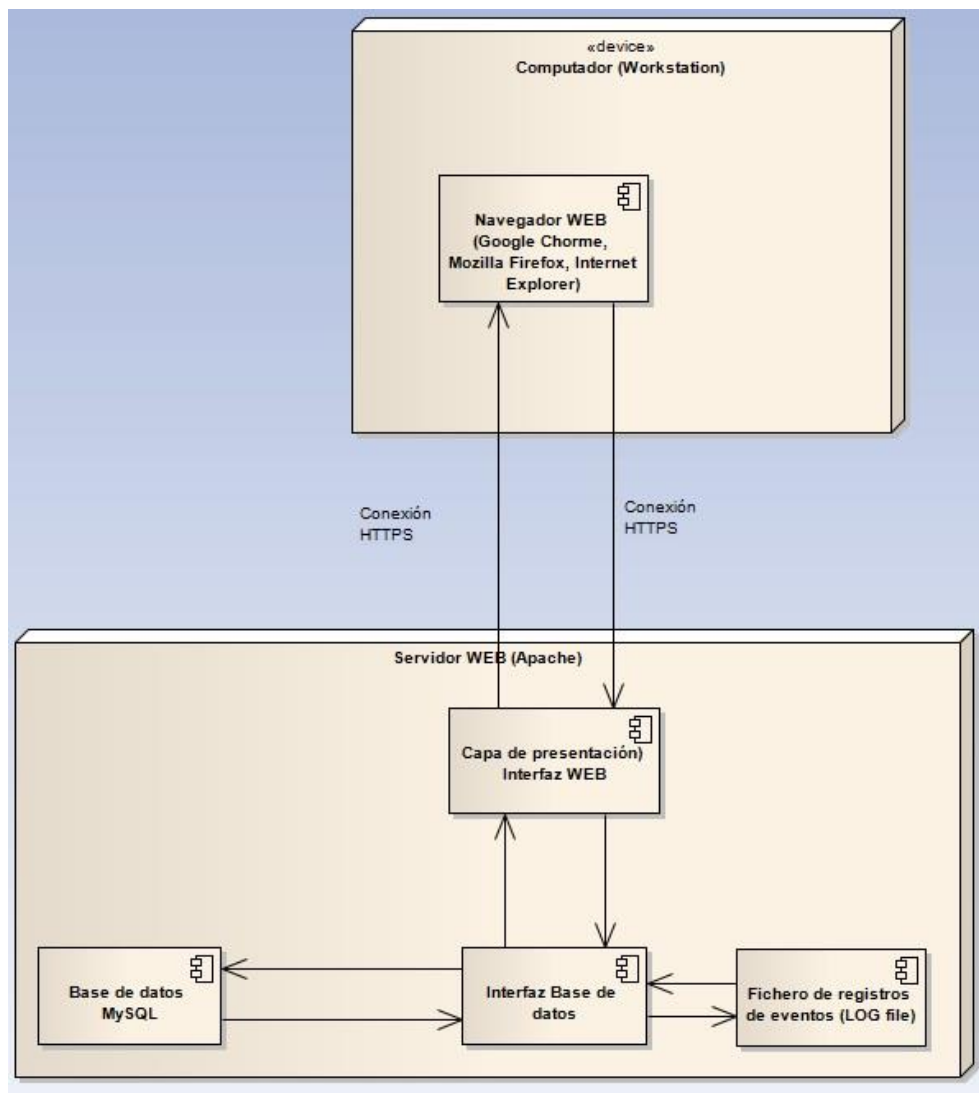 «device»
Computador (Workstation)
Navegador WEB
(Google Chorme,
Mozilla Firefox, Internet
Explorer)
Conexión
HTTPS
Conexión
HTTPS
Servidor WEB (Apache)
Capa de presentación)
Interfaz WEB
Base de datos
MySQL
Interfaz Base de
datos
Fichero de registros
de eventos (LOG file)